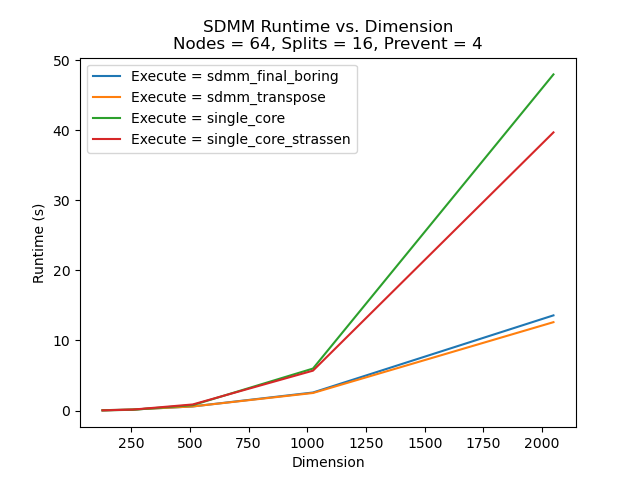 SDMM Runtime vs. Dimension
Nodes = 64, Splits = 16, Prevent = 4
Execute = sdmm_final_boring
Execute = sdmm_transpose
Execute = single_core
Execute = single_core_strassen
50
40
30
20
10
0
Runtime (s)
250 500 750 1000 1250 1500 1750 2000
Dimension